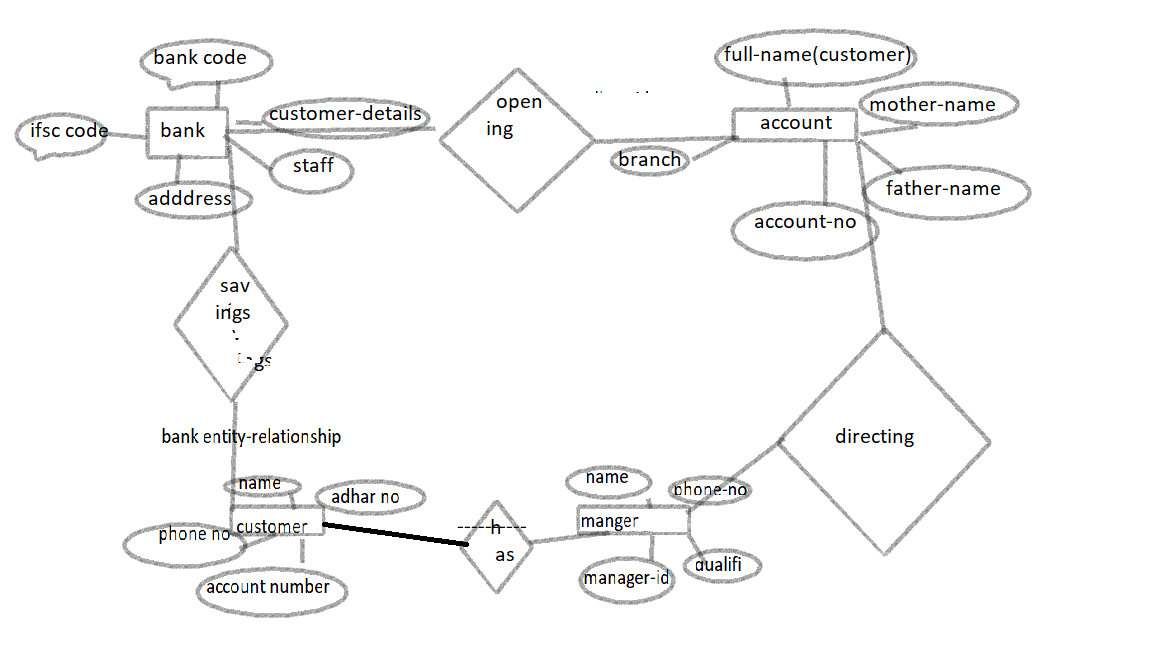 bank code
full-name(customer)
open
ing
mother-name
customer-details
account
ifsc code
bank
branch
staff
father-name
adddress
account-no
sav
ings
gs
directing
bank entity-relationship
name
adhar no
name
phone-no
manger
customer
h
as
phone no
qualifi
manager-id
account number